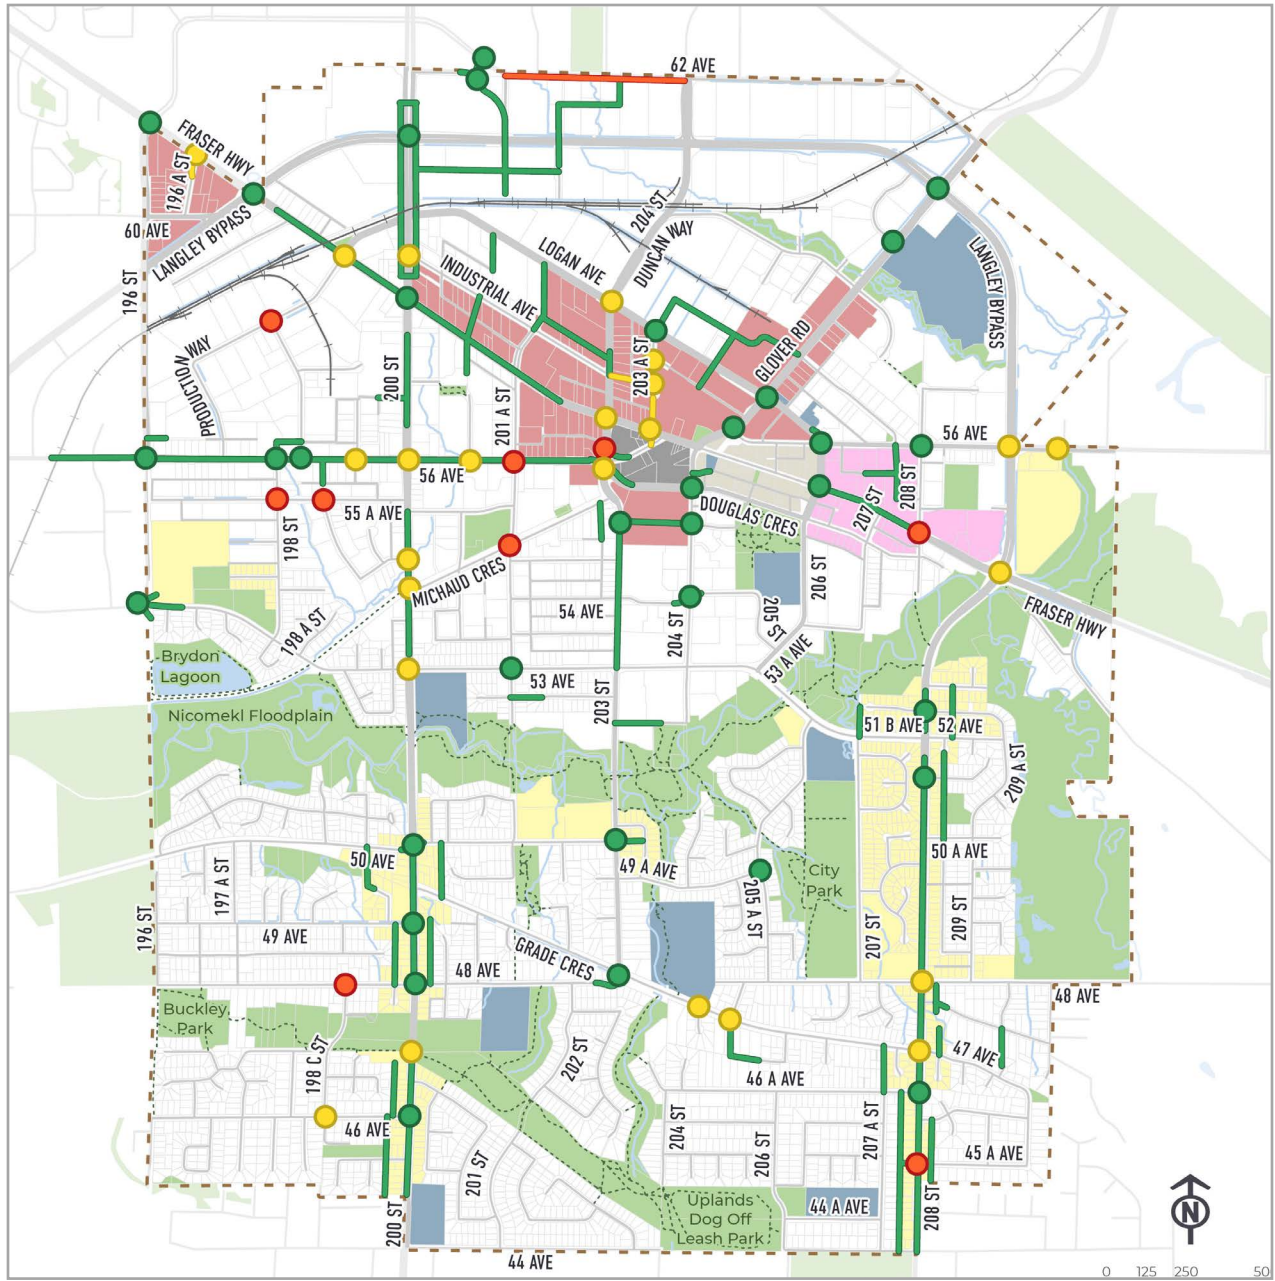 62 AVE
FRASER HWY
196 A ST
204 ST
60 AVE
LANGLEY BYPASS
LOGAN AVE
DUNCAN WAY
LANGLEY BYPASS
196 ST
INDUSTRIAL AVE
PRODUCTION WAY
200 ST
203 A ST
GLOVER RD
201 A ST
56 AVE
56 AVE
208 ST
55 A AVE
DOUGLAS CRES
207 ST
198 ST
MICHAUD CRES
206 ST
54 AVE
205 ST
FRASER HWY
198 A ST
204 ST
53 A AVE
Brydon
Lagoon
53 AVE
203 ST
Nicomekl Floodplain
51 B AVE
52 AVE
209 A ST
50 AVE
50 A AVE
49 A AVE
City
Park
197 A ST
205 A ST
196 ST
49 AVE
207 ST
209 ST
GRADE CRES
48 AVE
48 AVE
Buckley
Park
198 C ST
202 ST
47 AVE
46 A AVE
46 AVE
204 ST
206 ST
207 A ST
45 A AVE
201 ST
200 ST
Uplands
Dog Off
Leash Park
44 A AVE
208 ST
N
44 AVE
0 125 250 50